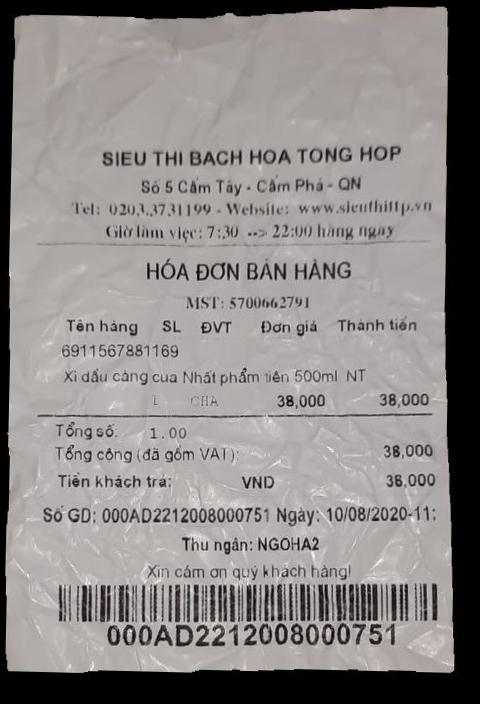 SIEU THI BACH HOA TONG HOP
Số 5 Cẩm Tây - Cẩm Phả - QN
Tel: 0203.3731199 - Website: www.sieuthittp.vn
Giờ làm việc: 7:30 --> 22:00 hàng ngày
HÓA ĐƠN BÁN HÀNG
MST: 5700662791
Tên hàng SL ĐVT Đơn giá Thành tiền
6911567881169
Xì dầu càng cua Nhất phẩm tiên 500ml NT
1 CHA 38,000 38,000
Tổng số: 1.00
Tổng cộng (đã gồm VAT): 38,000
Tiền khách trả: VND 38,000
Số GD: 000AD2212008000751 Ngày: 10/08/2020-11:
Thu ngân: NGOHA2
Xin cảm ơn quý khách hàng!
000AD2212008000751